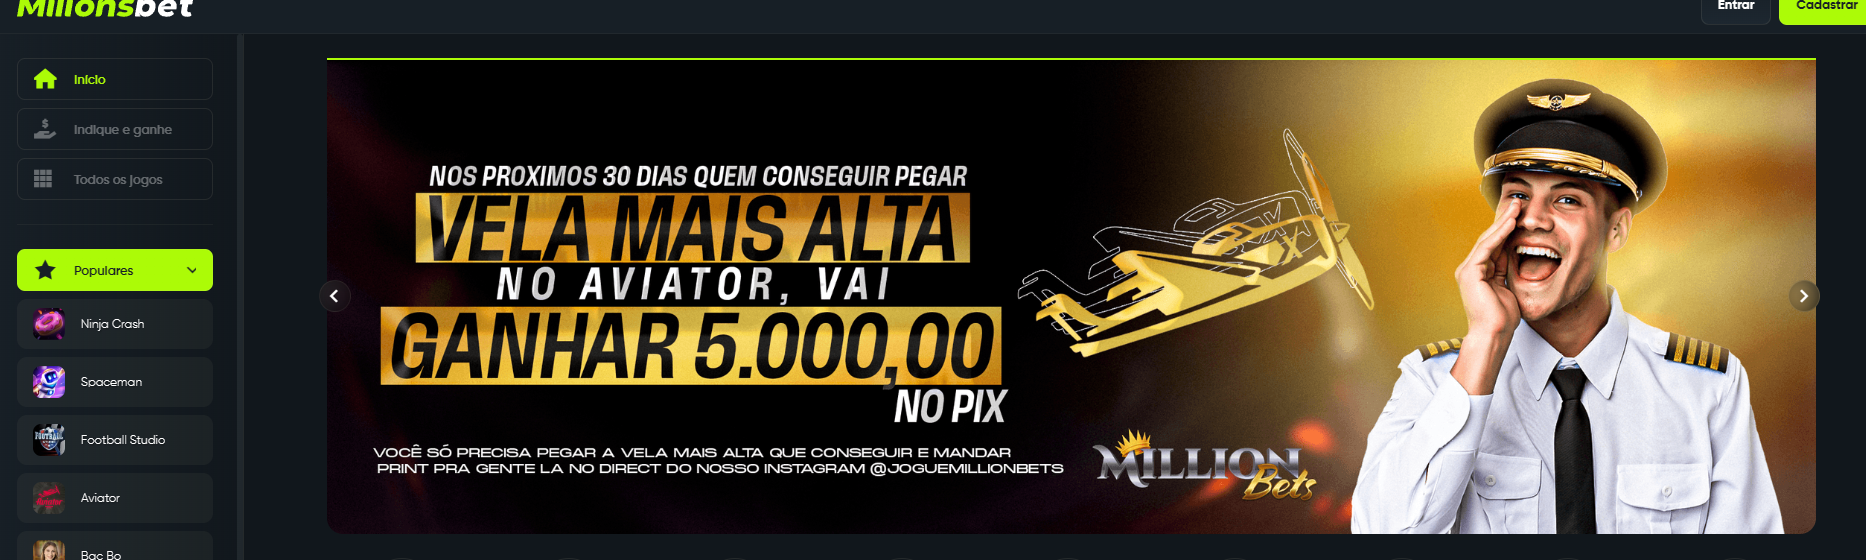 Millionsbet
Entrar
Cadastrar
Início
Indique e ganhe
Todos os jogos
Populares
Ninja Crash
Spaceman
Football Studio
Aviator
Bac Bo
NOS PROXIMOS 30 DIAS QUEM CONSEGUIR PEGAR
VELA MAIS ALTA
NO AVIATOR, VAI
GANHAR 5.000,00
NO PIX
VOCÊ SÓ PRECISA PEGAR A VELA MAIS ALTA QUE CONSEGUIR E MANDAR
PRINT PRA GENTE LA NO DIRECT DO NOSSO INSTAGRAM @JOGUEMILLIONBETS
MILLION
Bets